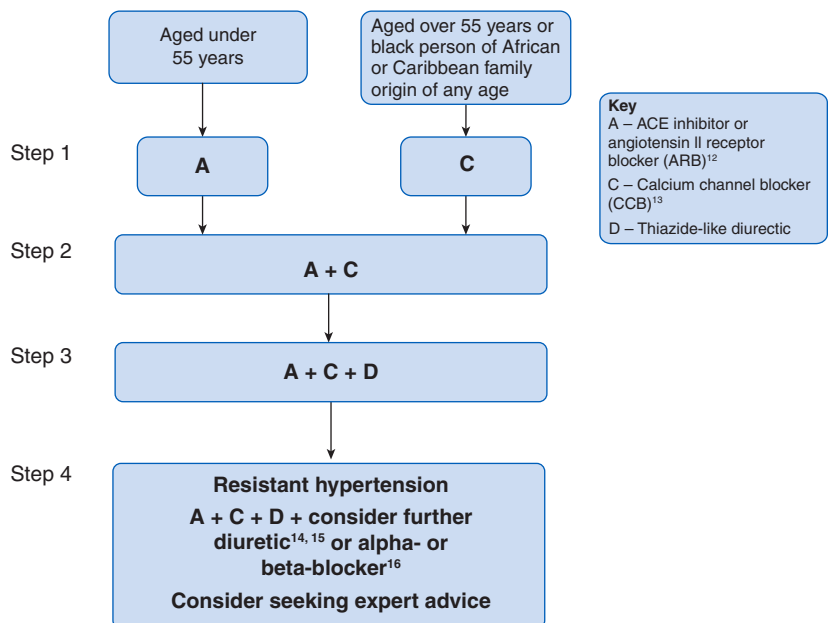 Aged under
55 years
Aged over 55 years or
black person of African
or Caribbean family
origin of any age
Key
A – ACE inhibitor or
angiotensin II receptor
blocker (ARB)¹²
C – Calcium channel blocker
(CCB)¹³
D – Thiazide-like diurectic
Step 1
A
C
Step 2
A + C
Step 3
A + C + D
Step 4
Resistant hypertension
A + C + D + consider further
diuretic¹⁴, ¹⁵ or alpha- or
beta-blocker¹⁶
Consider seeking expert advice